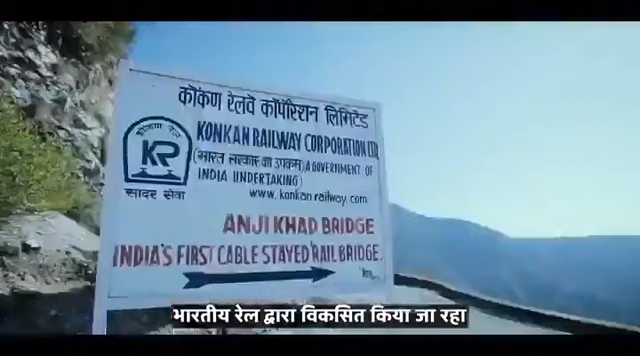 कोंकण रेलवे कॉर्पोरेशन लिमिटेड
कोंकण रेल
KR
सादर सेवा
KONKAN RAILWAY CORPORATION LTD.
(भारत सरकार का उपक्रम)(A GOVERNMENT OF
INDIA UNDERTAKING)
www.konkanrailway.com
ANJI KHAD BRIDGE
INDIA'S FIRST CABLE STAYED RAIL BRIDGE.
भारतीय रेल द्वारा विकसित किया जा रहा